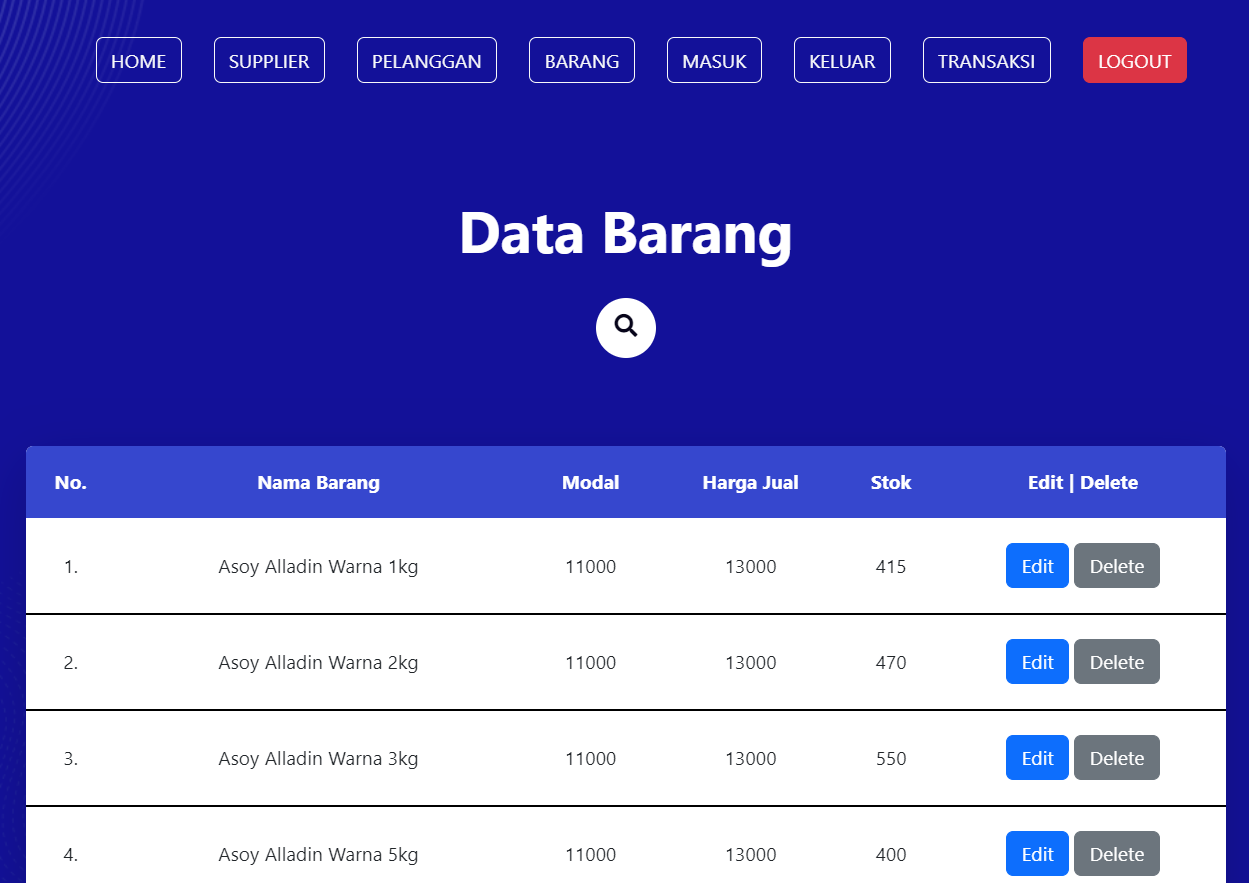 HOME SUPPLIER PELANGGAN BARANG MASUK KELUAR TRANSAKSI LOGOUT
Data Barang
No. Nama Barang Modal Harga Jual Stok Edit | Delete
1. Asoy Alladin Warna 1kg 11000 13000 415 Edit Delete
2. Asoy Alladin Warna 2kg 11000 13000 470 Edit Delete
3. Asoy Alladin Warna 3kg 11000 13000 550 Edit Delete
4. Asoy Alladin Warna 5kg 11000 13000 400 Edit Delete